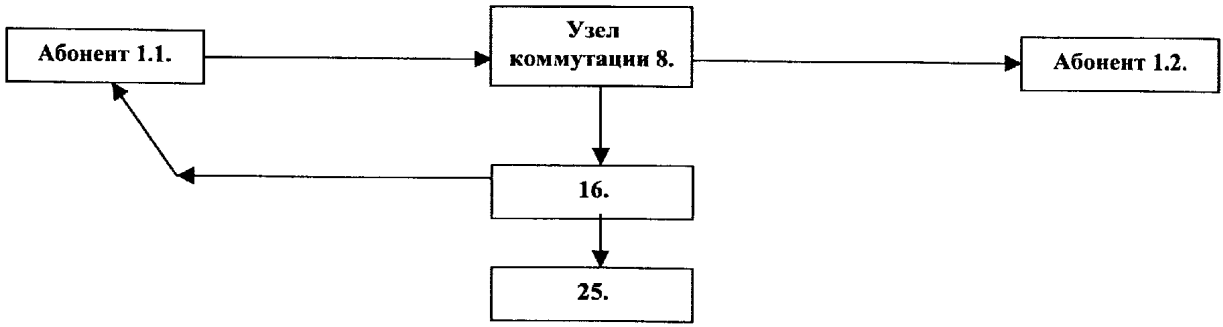 Абонент 1.1.
Узел
коммутации 8.
Абонент 1.2.
16.
25.